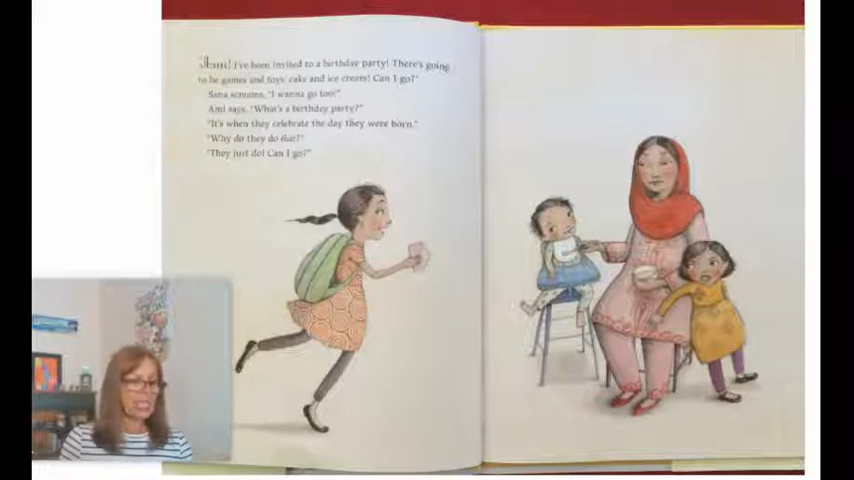 "Ami! I've been invited to a birthday party! There's going
to be games and toys, cake and ice cream! Can I go?"
Sana screams, "I wanna go too!"
Ami says, "What's a birthday party?"
"It's when they celebrate the day they were born."
"Why do they do that?"
"They just do! Can I go?"